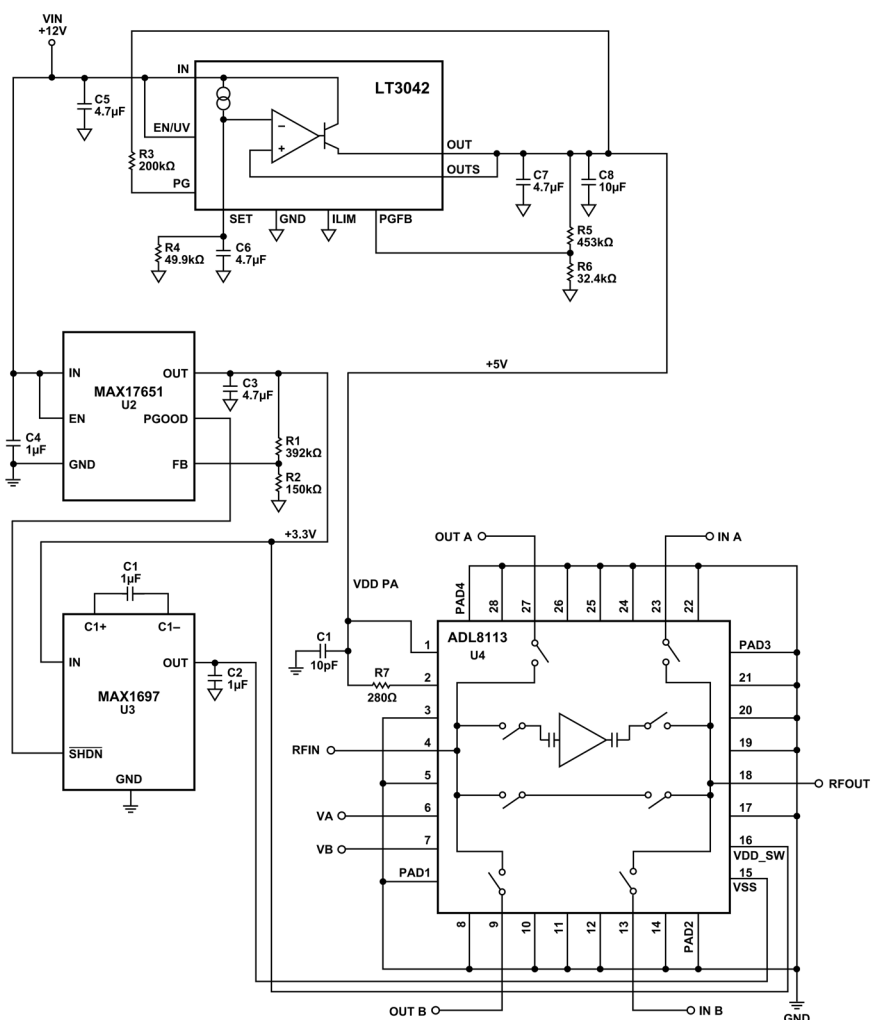 VIN
+12V
IN
LT3042
C5
4.7µF
EN/UV
R3
200kΩ
PG
OUT
OUTS
C7
4.7µF
C8
10µF
SET
GND
ILIM
PGFB
R4
49.9kΩ
C6
4.7µF
R5
453kΩ
R6
32.4kΩ
+5V
IN
OUT
MAX17651
U2
EN
PGOOD
GND
FB
C3
4.7µF
C4
1µF
R1
392kΩ
R2
150kΩ
+3.3V
C1
1µF
C1+
C1–
IN
OUT
MAX1697
U3
SHDN
GND
C2
1µF
VDD PA
C1
10pF
R7
280Ω
OUT A
IN A
PAD4
28
27
26
25
24
23
22
ADL8113
U4
1
2
3
4
5
6
7
PAD1
RFIN
VA
VB
PAD3
21
20
19
18
17
16
VDD_SW
15
VSS
RFOUT
8
9
10
11
12
13
14
PAD2
OUT B
IN B
GND